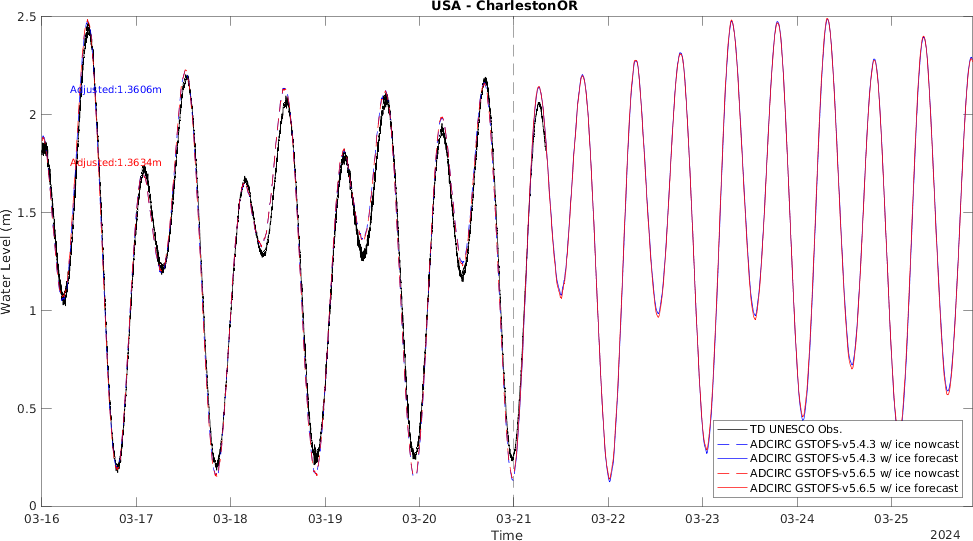 USA - CharlestonOR
2.5
2
1.5
1
0.5
0
Water Level (m)
Adjusted:1.3606m
Adjusted:1.3634m
TD UNESCO Obs.
ADCIRC GSTOFS-v5.4.3 w/ ice nowcast
ADCIRC GSTOFS-v5.4.3 w/ ice forecast
ADCIRC GSTOFS-v5.6.5 w/ ice nowcast
ADCIRC GSTOFS-v5.6.5 w/ ice forecast
03-16 03-17 03-18 03-19 03-20 03-21 03-22 03-23 03-24 03-25
Time
2024